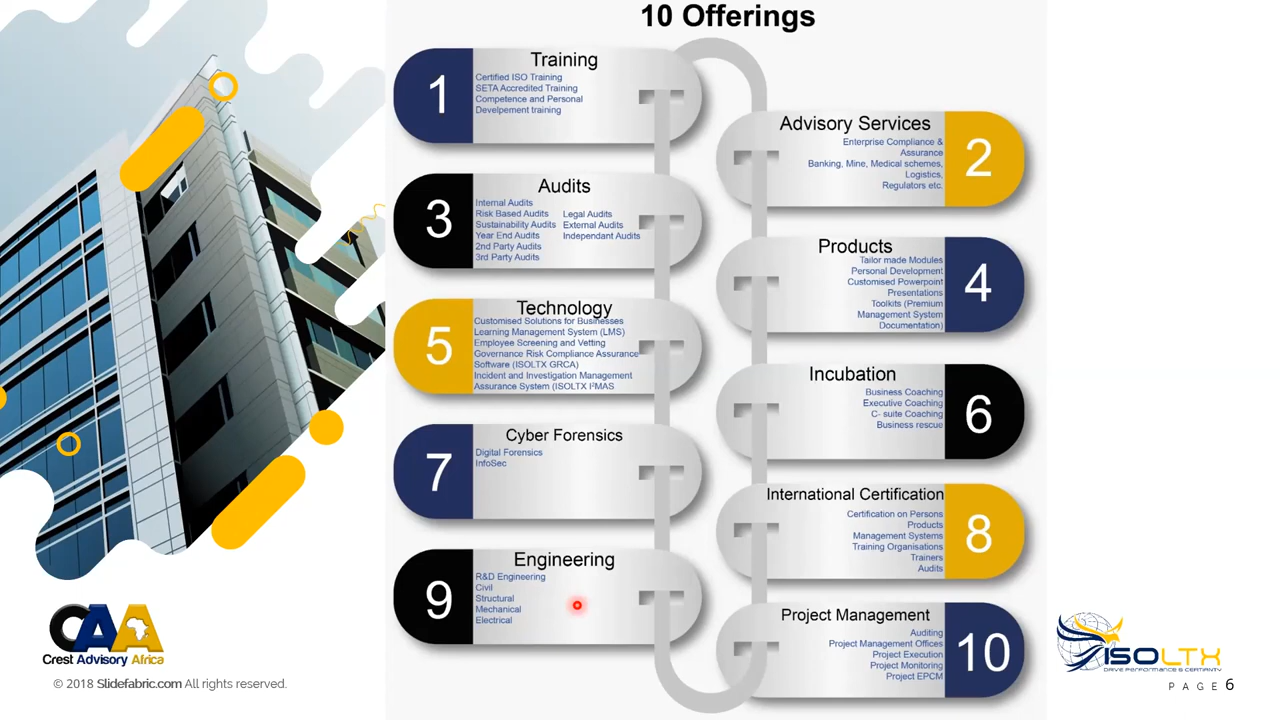 10 Offerings
1
Training
Certified ISO Training
SETA Accredited Training
Competence and Personal
Develpement training
2
Advisory Services
Enterprise Compliance &
Assurance
Banking, Mine, Medical schemes,
Logistics,
Regulators etc.
3
Audits
Internal Audits
Risk Based Audits
Sustainability Audits
Year End Audits
2nd Party Audits
3rd Party Audits
Legal Audits
External Audits
Independant Audits
4
Products
Tailor made Modules
Personal Development
Customised Powerpoint
Presentations
Toolkits (Premium
Management System
Documentation)
5
Technology
Customised Solutions for Businesses
Learning Management System (LMS)
Employee Screening and Vetting
Governance Risk Compliance Assurance
Software (ISOLTX GRCA)
Incident and Investigation Management
Assurance System (ISOLTX I²MAS
6
Incubation
Business Coaching
Executive Coaching
C- suite Coaching
Business rescue
7
Cyber Forensics
Digital Forensics
InfoSec
8
International Certification
Certification on Persons
Products
Management Systems
Training Organisations
Trainers
Audits
9
Engineering
R&D Engineering
Civil
Structural
Mechanical
Electrical
10
Project Management
Auditing
Project Management Offices
Project Execution
Project Monitoring
Project EPCM
CAA
Crest Advisory Africa
© 2018 Slidefabric.com All rights reserved.
ISOLTX
DRIVE PERFORMANCE & CERTAINTY
PAGE 6